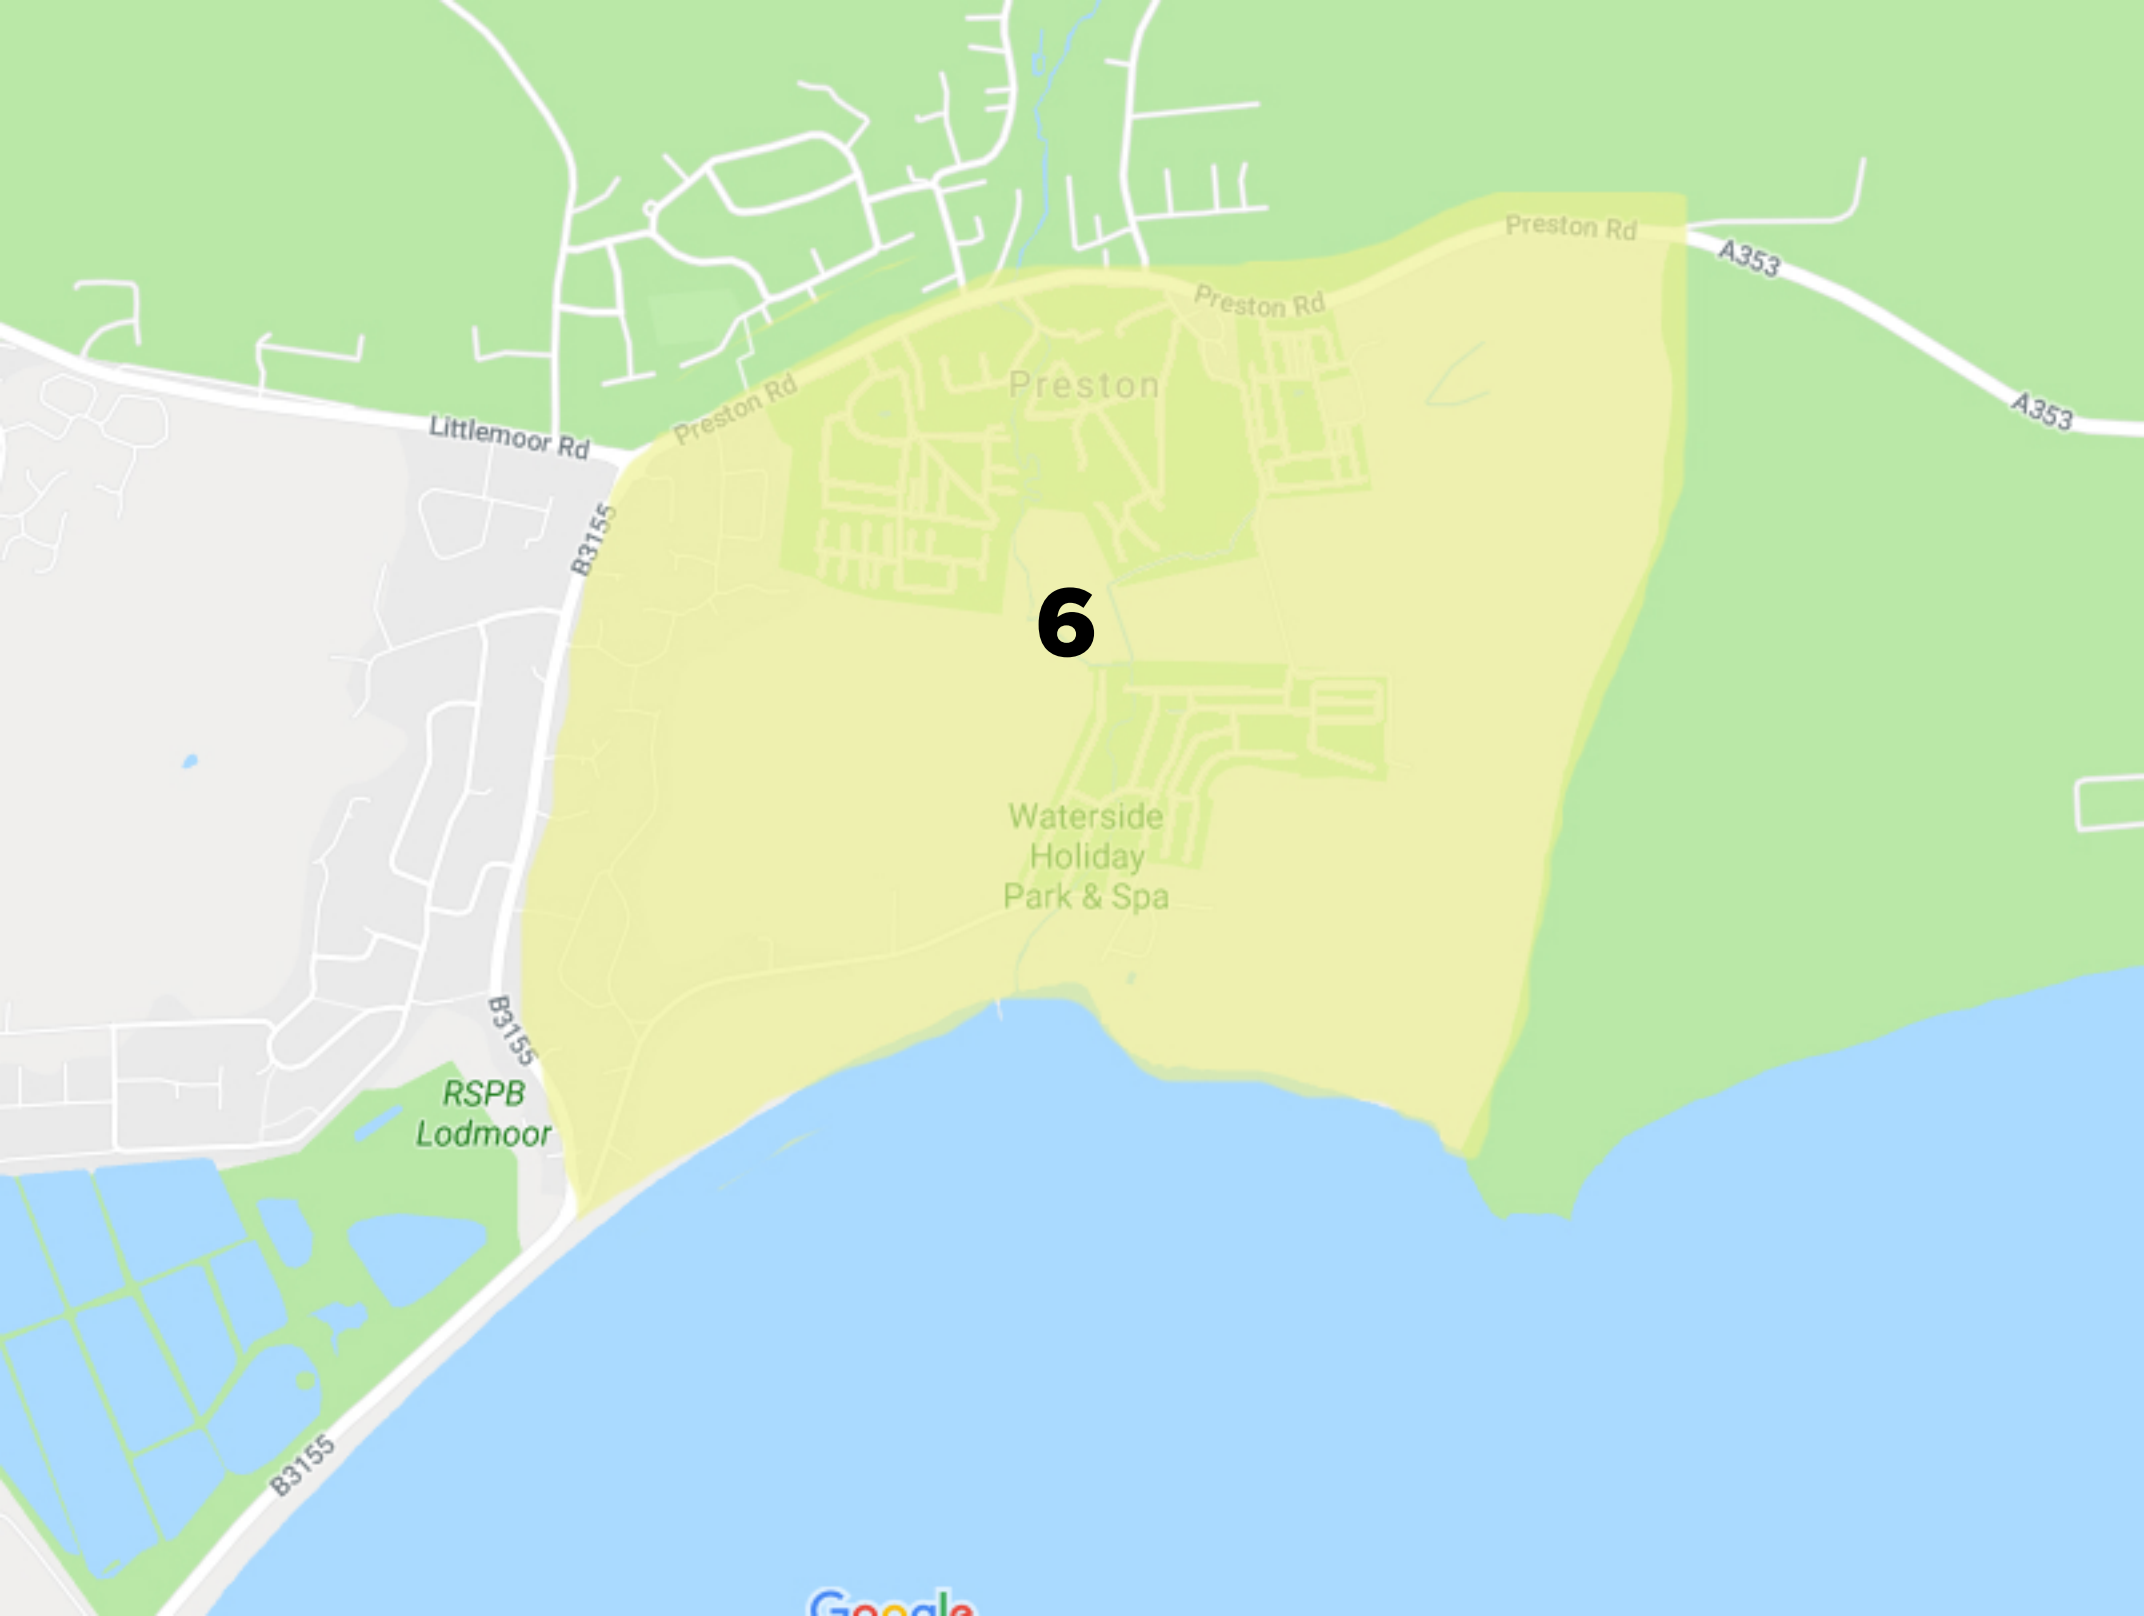 Preston Rd
A353
Preston Rd
Preston
Preston Rd
A353
Littlemoor Rd
B3155
6
Waterside
Holiday
Park & Spa
B3155
RSPB
Lodmoor
B3155
Google